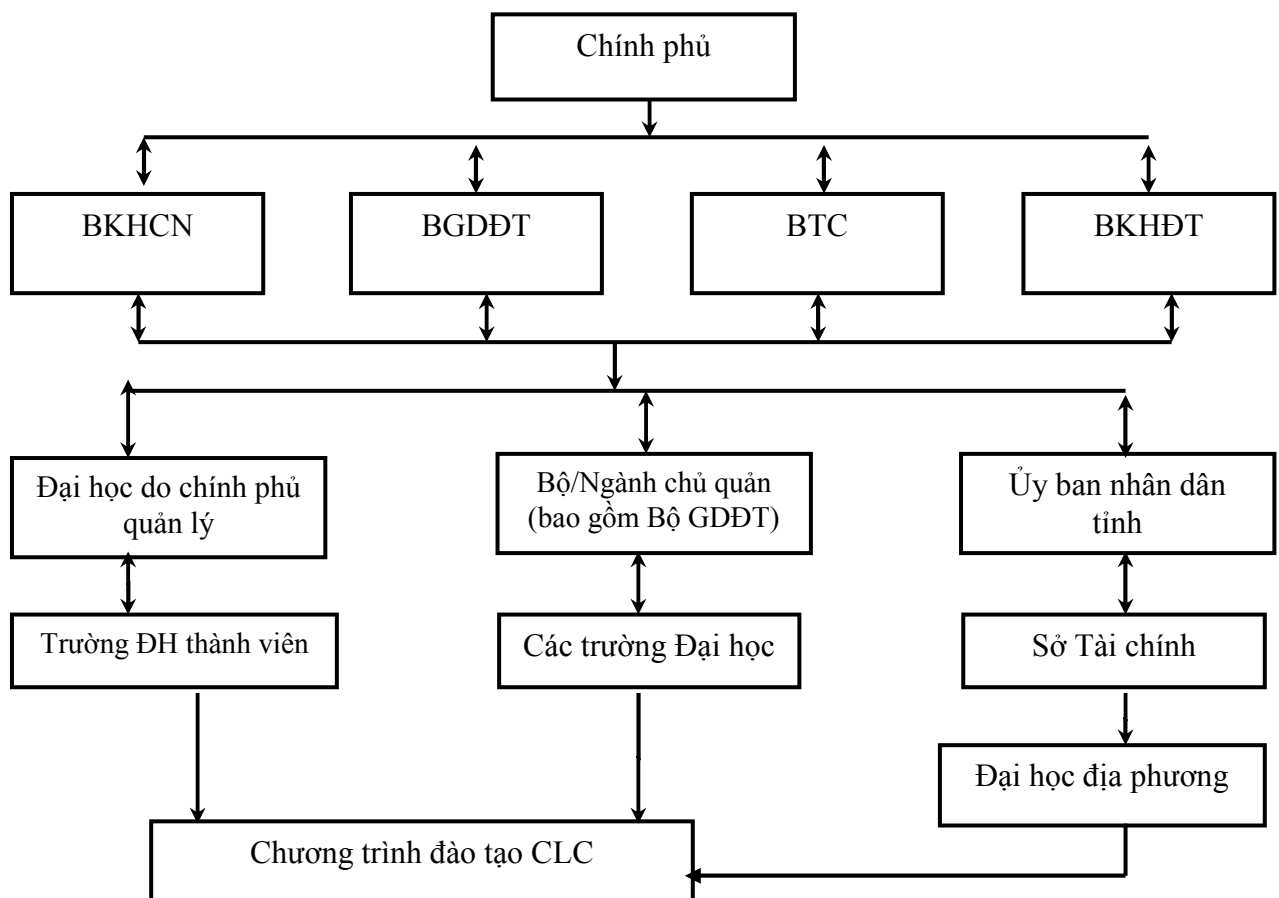 Chính phủ
BKHCN
BGDĐT
BTC
BKHĐT
Đại học do chính phủ
quản lý
Bộ/Ngành chủ quản
(bao gồm Bộ GDĐT)
Ủy ban nhân dân
tỉnh
Trường ĐH thành viên
Các trường Đại học
Sở Tài chính
Đại học địa phương
Chương trình đào tạo CLC